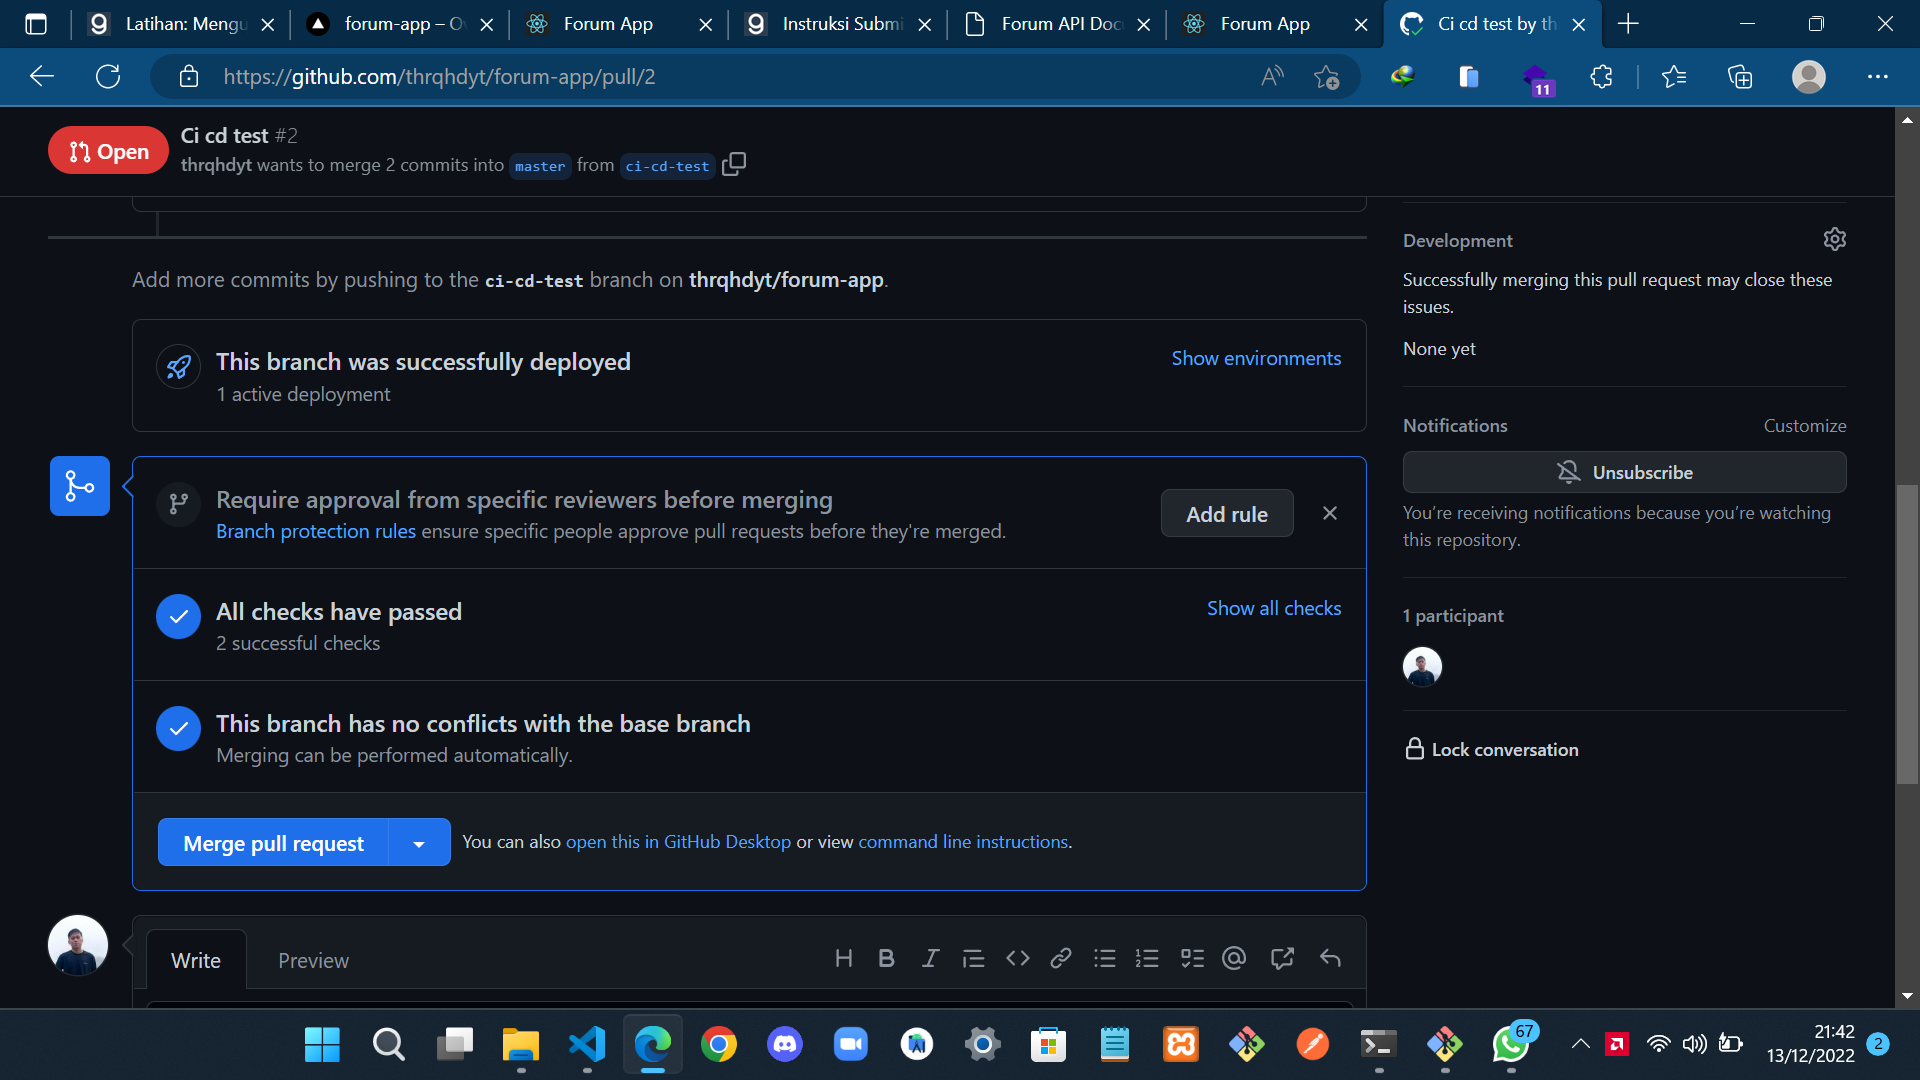 Latihan: Mengu
forum-app – Ov
Forum App
Instruksi Submi
Forum API Doc
Forum App
Ci cd test by th
https://github.com/thrqhdyt/forum-app/pull/2
11
Open
Ci cd test #2
thrqhdyt wants to merge 2 commits into master from ci-cd-test
Add more commits by pushing to the ci-cd-test branch on thrqhdyt/forum-app.
This branch was successfully deployed
1 active deployment
Show environments
Require approval from specific reviewers before merging
Branch protection rules ensure specific people approve pull requests before they're merged.
Add rule
All checks have passed
2 successful checks
Show all checks
This branch has no conflicts with the base branch
Merging can be performed automatically.
Merge pull request
You can also open this in GitHub Desktop or view command line instructions.
Write
Preview
Development
Successfully merging this pull request may close these
issues.
None yet
Notifications
Customize
Unsubscribe
You're receiving notifications because you're watching
this repository.
1 participant
Lock conversation
67
21:42
13/12/2022
2